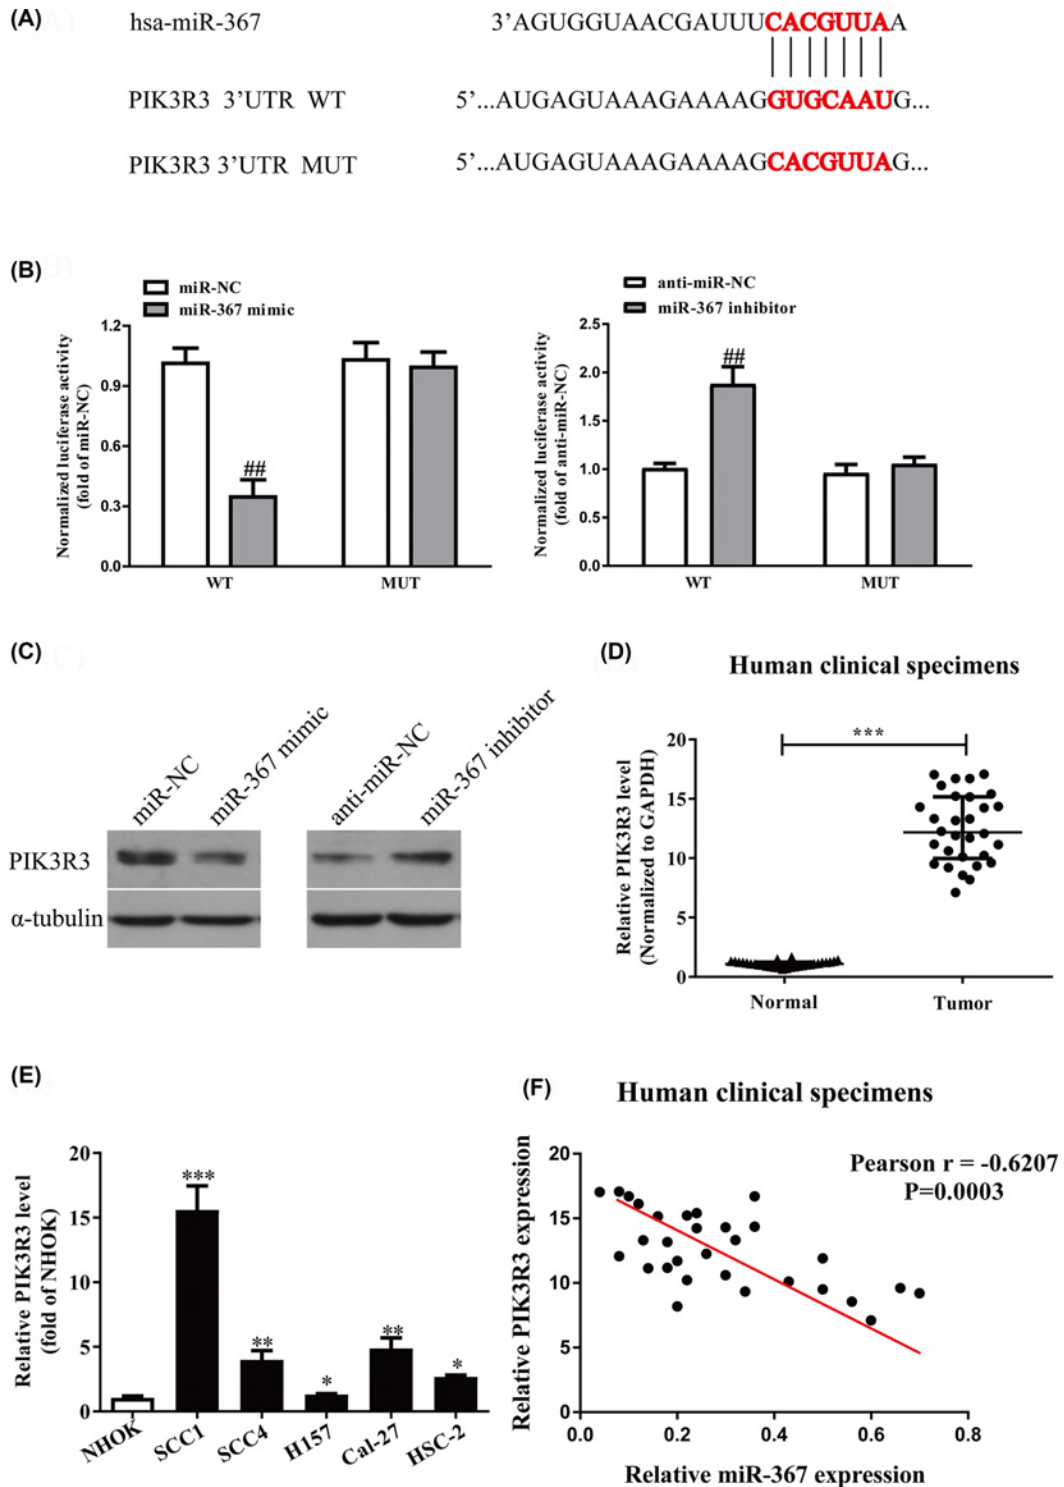 (A)
hsa-miR-367 3'AGUGGUAACGAUUUCACGUUAA
PIK3R3 3'UTR WT 5'...AUGAGUAAAGAAAAGGUGCAAUG...
PIK3R3 3'UTR MUT 5'...AUGAGUAAAGAAAAGCACGUUAG...
(B)
miR-NC
miR-367 mimic
Normalized luciferase activity
(fold of miR-NC)
1.2
0.9
0.6
0.3
0.0
##
WT MUT
anti-miR-NC
miR-367 inhibitor
Normalized luciferase activity
(fold of anti-miR-NC)
2.5
2.0
1.5
1.0
0.5
0.0
##
WT MUT
(C)
miR-NC
miR-367 mimic
anti-miR-NC
miR-367 inhibitor
PIK3R3
α-tubulin
(D)
Human clinical specimens
Relative PIK3R3 level
(Normalized to GAPDH)
20
15
10
5
0
***
Normal Tumor
(E)
Relative PIK3R3 level
(fold of NHOK)
20
15
10
5
0
***
**
*
**
*
NHOK SCC1 SCC4 H157 Cal-27 HSC-2
(F)
Human clinical specimens
Relative PIK3R3 expression
20
15
10
5
0
Pearson r = -0.6207
P=0.0003
0.0 0.2 0.4 0.6 0.8
Relative miR-367 expression